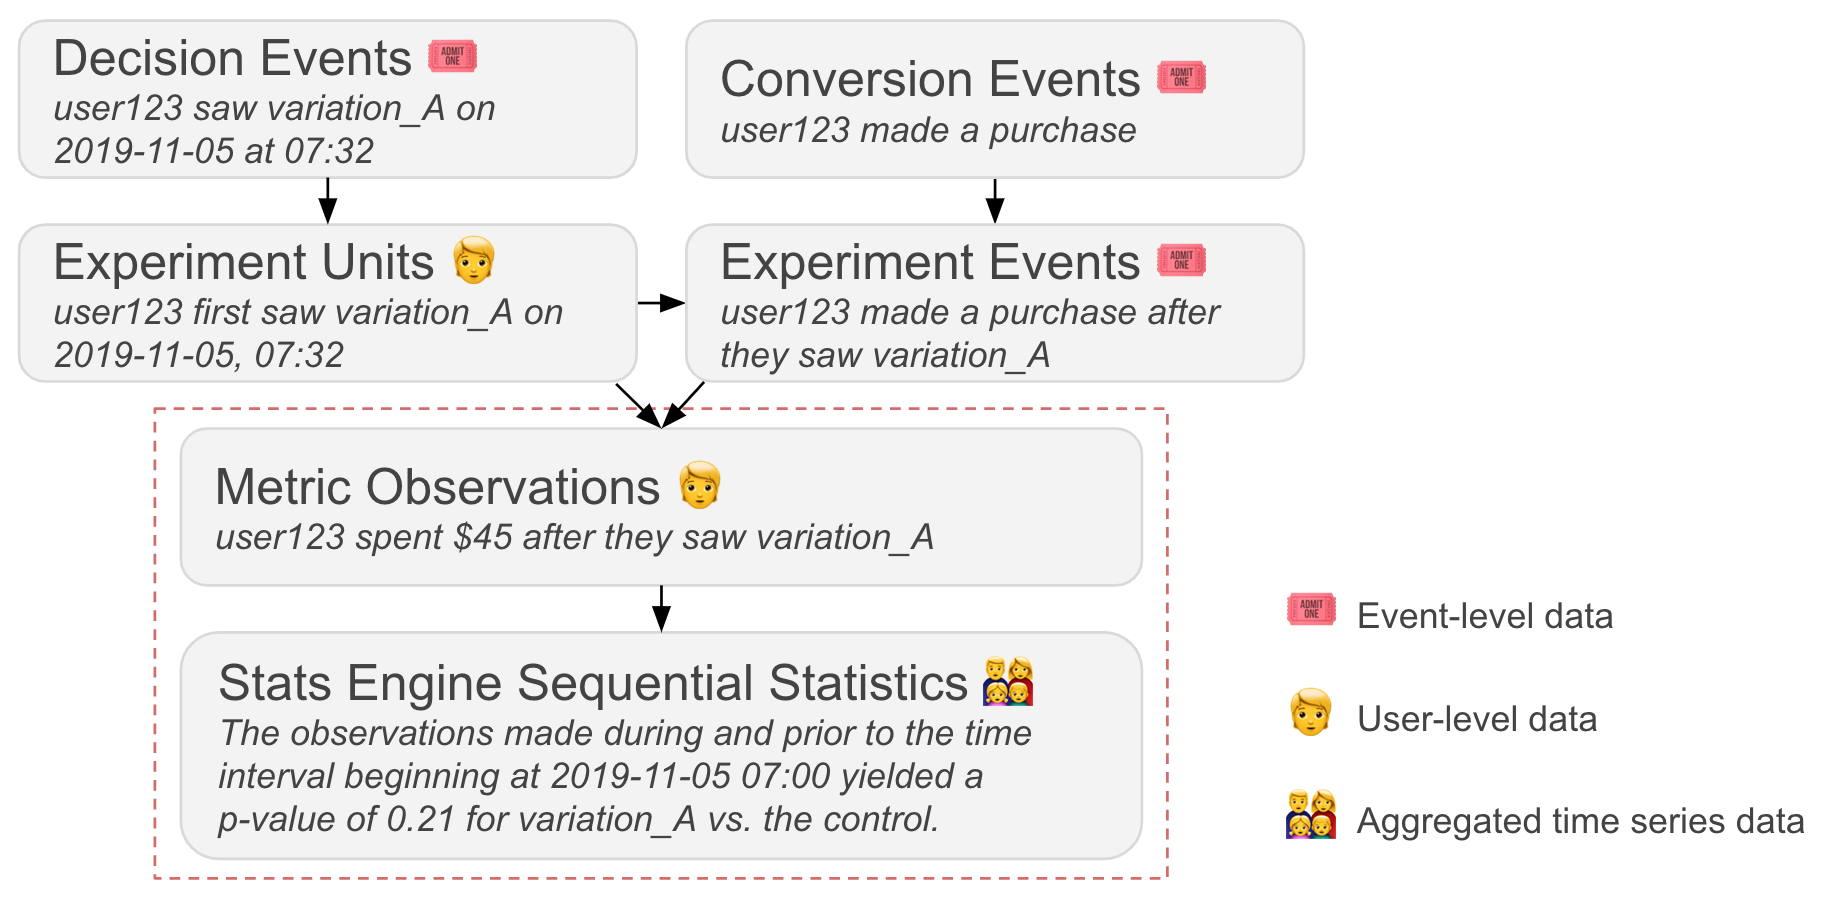 Decision Events ADMIT ONE
user123 saw variation_A on
2019-11-05 at 07:32
Conversion Events ADMIT ONE
user123 made a purchase
Experiment Units
user123 first saw variation_A on
2019-11-05, 07:32
Experiment Events ADMIT ONE
user123 made a purchase after
they saw variation_A
Metric Observations
user123 spent $45 after they saw variation_A
Stats Engine Sequential Statistics
The observations made during and prior to the time
interval beginning at 2019-11-05 07:00 yielded a
p-value of 0.21 for variation_A vs. the control.
ADMIT ONE Event-level data
User-level data
Aggregated time series data